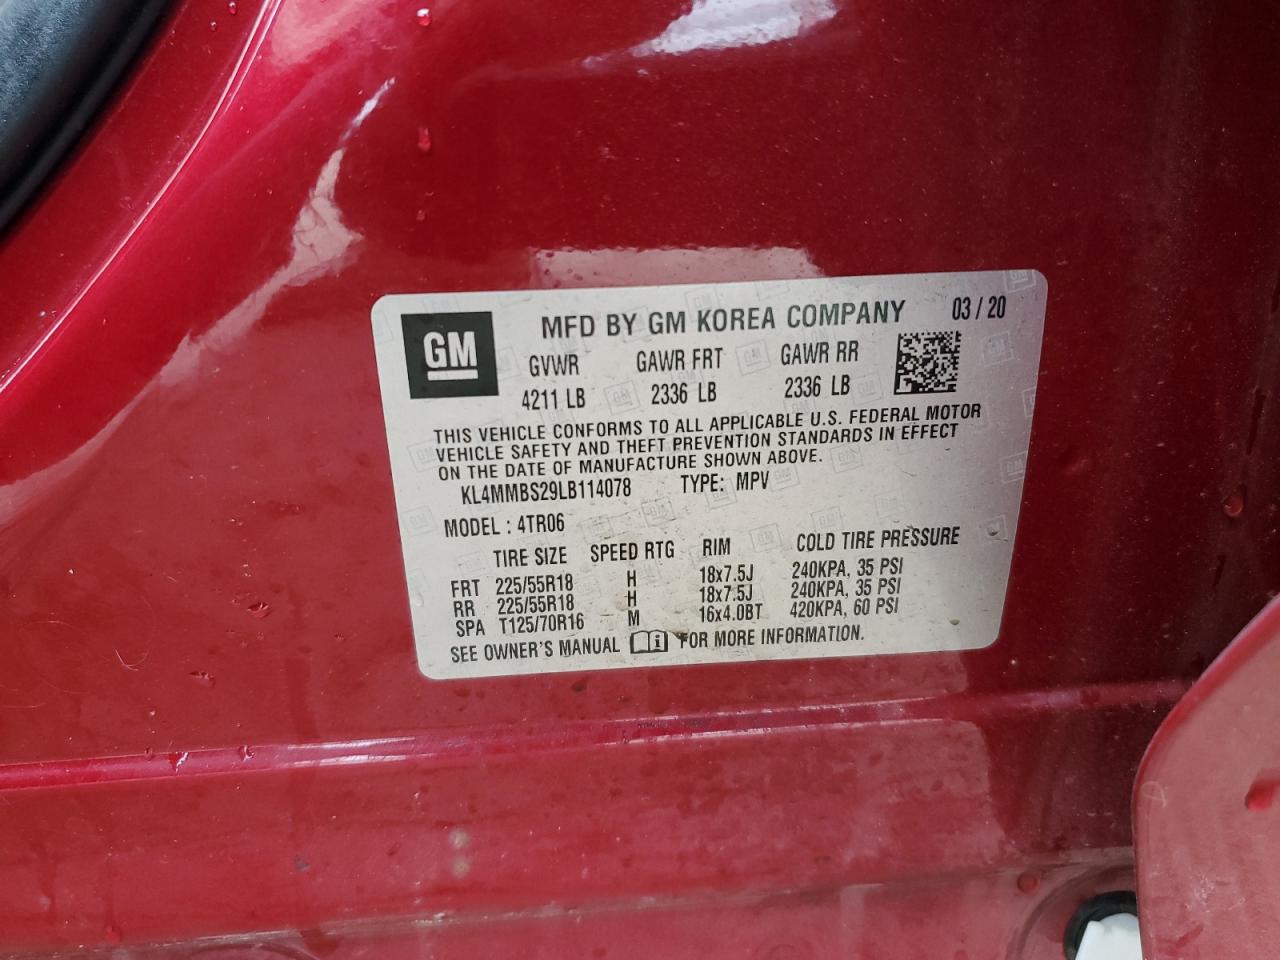 GM
MFD BY GM KOREA COMPANY 03 / 20
GVWR GAWR FRT GAWR RR
4211 LB 2336 LB 2336 LB
THIS VEHICLE CONFORMS TO ALL APPLICABLE U.S. FEDERAL MOTOR
VEHICLE SAFETY AND THEFT PREVENTION STANDARDS IN EFFECT
ON THE DATE OF MANUFACTURE SHOWN ABOVE.
KL4MMBS29LB114078 TYPE: MPV
MODEL : 4TR06
TIRE SIZE SPEED RTG RIM COLD TIRE PRESSURE
FRT 225/55R18 H 18x7.5J 240KPA, 35 PSI
RR 225/55R18 H 18x7.5J 240KPA, 35 PSI
SPA T125/70R16 M 16x4.0BT 420KPA, 60 PSI
SEE OWNER'S MANUAL FOR MORE INFORMATION.